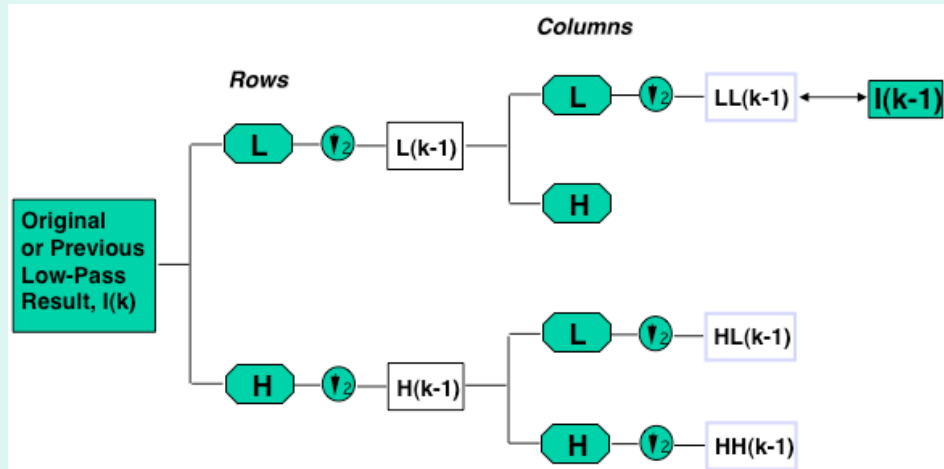 Columns
Rows
L
2
LL(k-1)
I(k-1)
L
2
L(k-1)
H
Original
or Previous
Low-Pass
Result, I(k)
L
2
HL(k-1)
H
2
H(k-1)
H
2
HH(k-1)